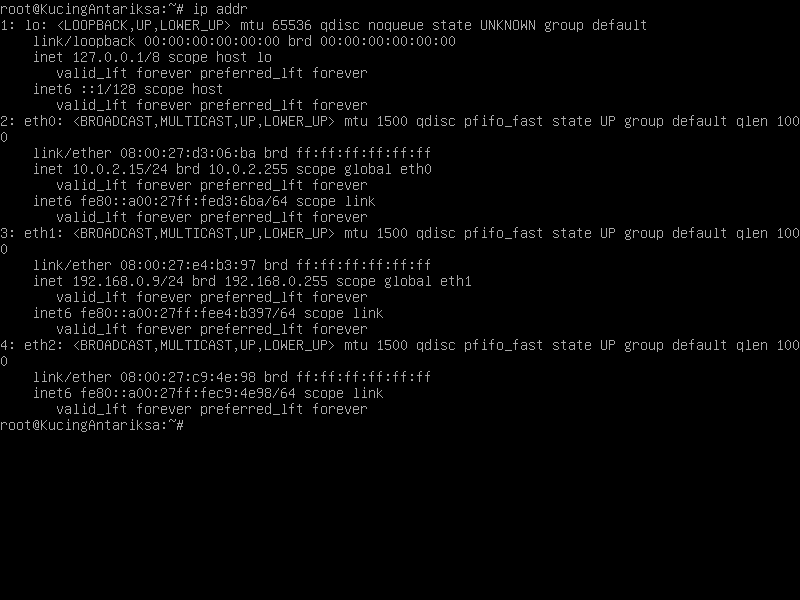 root@KucingAntariksa:~# ip addr
1: lo: <LOOPBACK,UP,LOWER_UP> mtu 65536 qdisc noqueue state UNKNOWN group default
    link/loopback 00:00:00:00:00:00 brd 00:00:00:00:00:00
    inet 127.0.0.1/8 scope host lo
       valid_lft forever preferred_lft forever
    inet6 ::1/128 scope host
       valid_lft forever preferred_lft forever
2: eth0: <BROADCAST,MULTICAST,UP,LOWER_UP> mtu 1500 qdisc pfifo_fast state UP group default qlen 100
0
    link/ether 08:00:27:d3:06:ba brd ff:ff:ff:ff:ff:ff
    inet 10.0.2.15/24 brd 10.0.2.255 scope global eth0
       valid_lft forever preferred_lft forever
    inet6 fe80::a00:27ff:fed3:6ba/64 scope link
       valid_lft forever preferred_lft forever
3: eth1: <BROADCAST,MULTICAST,UP,LOWER_UP> mtu 1500 qdisc pfifo_fast state UP group default qlen 100
0
    link/ether 08:00:27:e4:b3:97 brd ff:ff:ff:ff:ff:ff
    inet 192.168.0.9/24 brd 192.168.0.255 scope global eth1
       valid_lft forever preferred_lft forever
    inet6 fe80::a00:27ff:fee4:b397/64 scope link
       valid_lft forever preferred_lft forever
4: eth2: <BROADCAST,MULTICAST,UP,LOWER_UP> mtu 1500 qdisc pfifo_fast state UP group default qlen 100
0
    link/ether 08:00:27:c9:4e:98 brd ff:ff:ff:ff:ff:ff
    inet6 fe80::a00:27ff:fec9:4e98/64 scope link
       valid_lft forever preferred_lft forever
root@KucingAntariksa:~#